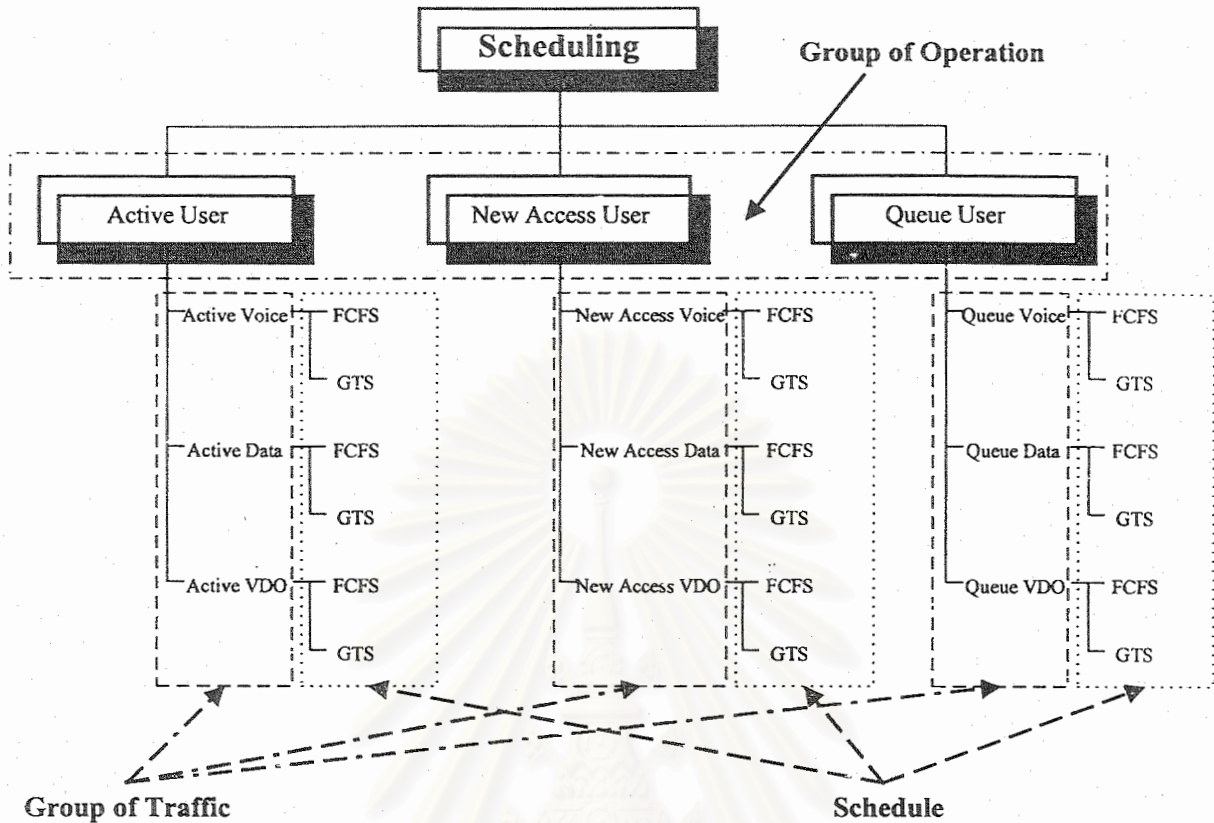 Scheduling
Group of Operation
Active User
New Access User
Queue User
Active Voice FCFS
GTS
Active Data FCFS
GTS
Active VDO FCFS
GTS
New Access Voice FCFS
GTS
New Access Data FCFS
GTS
New Access VDO FCFS
GTS
Queue Voice FCFS
GTS
Queue Data FCFS
GTS
Queue VDO FCFS
GTS
Group of Traffic
Schedule